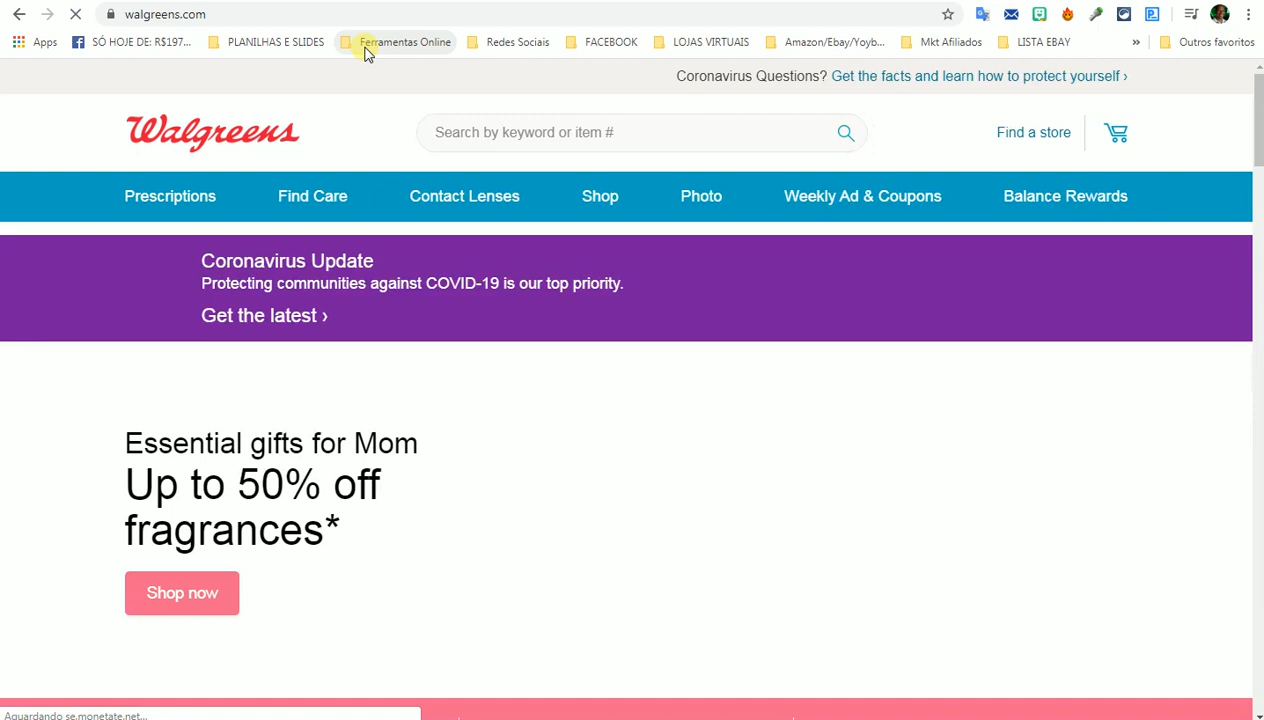 walgreens.com
Apps SÓ HOJE DE: R$197... PLANILHAS E SLIDES Ferramentas Online Redes Sociais FACEBOOK LOJAS VIRTUAIS Amazon/Ebay/Yoyb... Mkt Afiliados LISTA EBAY » Outros favoritos
Coronavirus Questions? Get the facts and learn how to protect yourself ›
Walgreens
Search by keyword or item #
Find a store
Prescriptions Find Care Contact Lenses Shop Photo Weekly Ad & Coupons Balance Rewards
Coronavirus Update
Protecting communities against COVID-19 is our top priority.
Get the latest ›
Essential gifts for Mom
Up to 50% off
fragrances*
Shop now
Aguardando se.monetate.net...